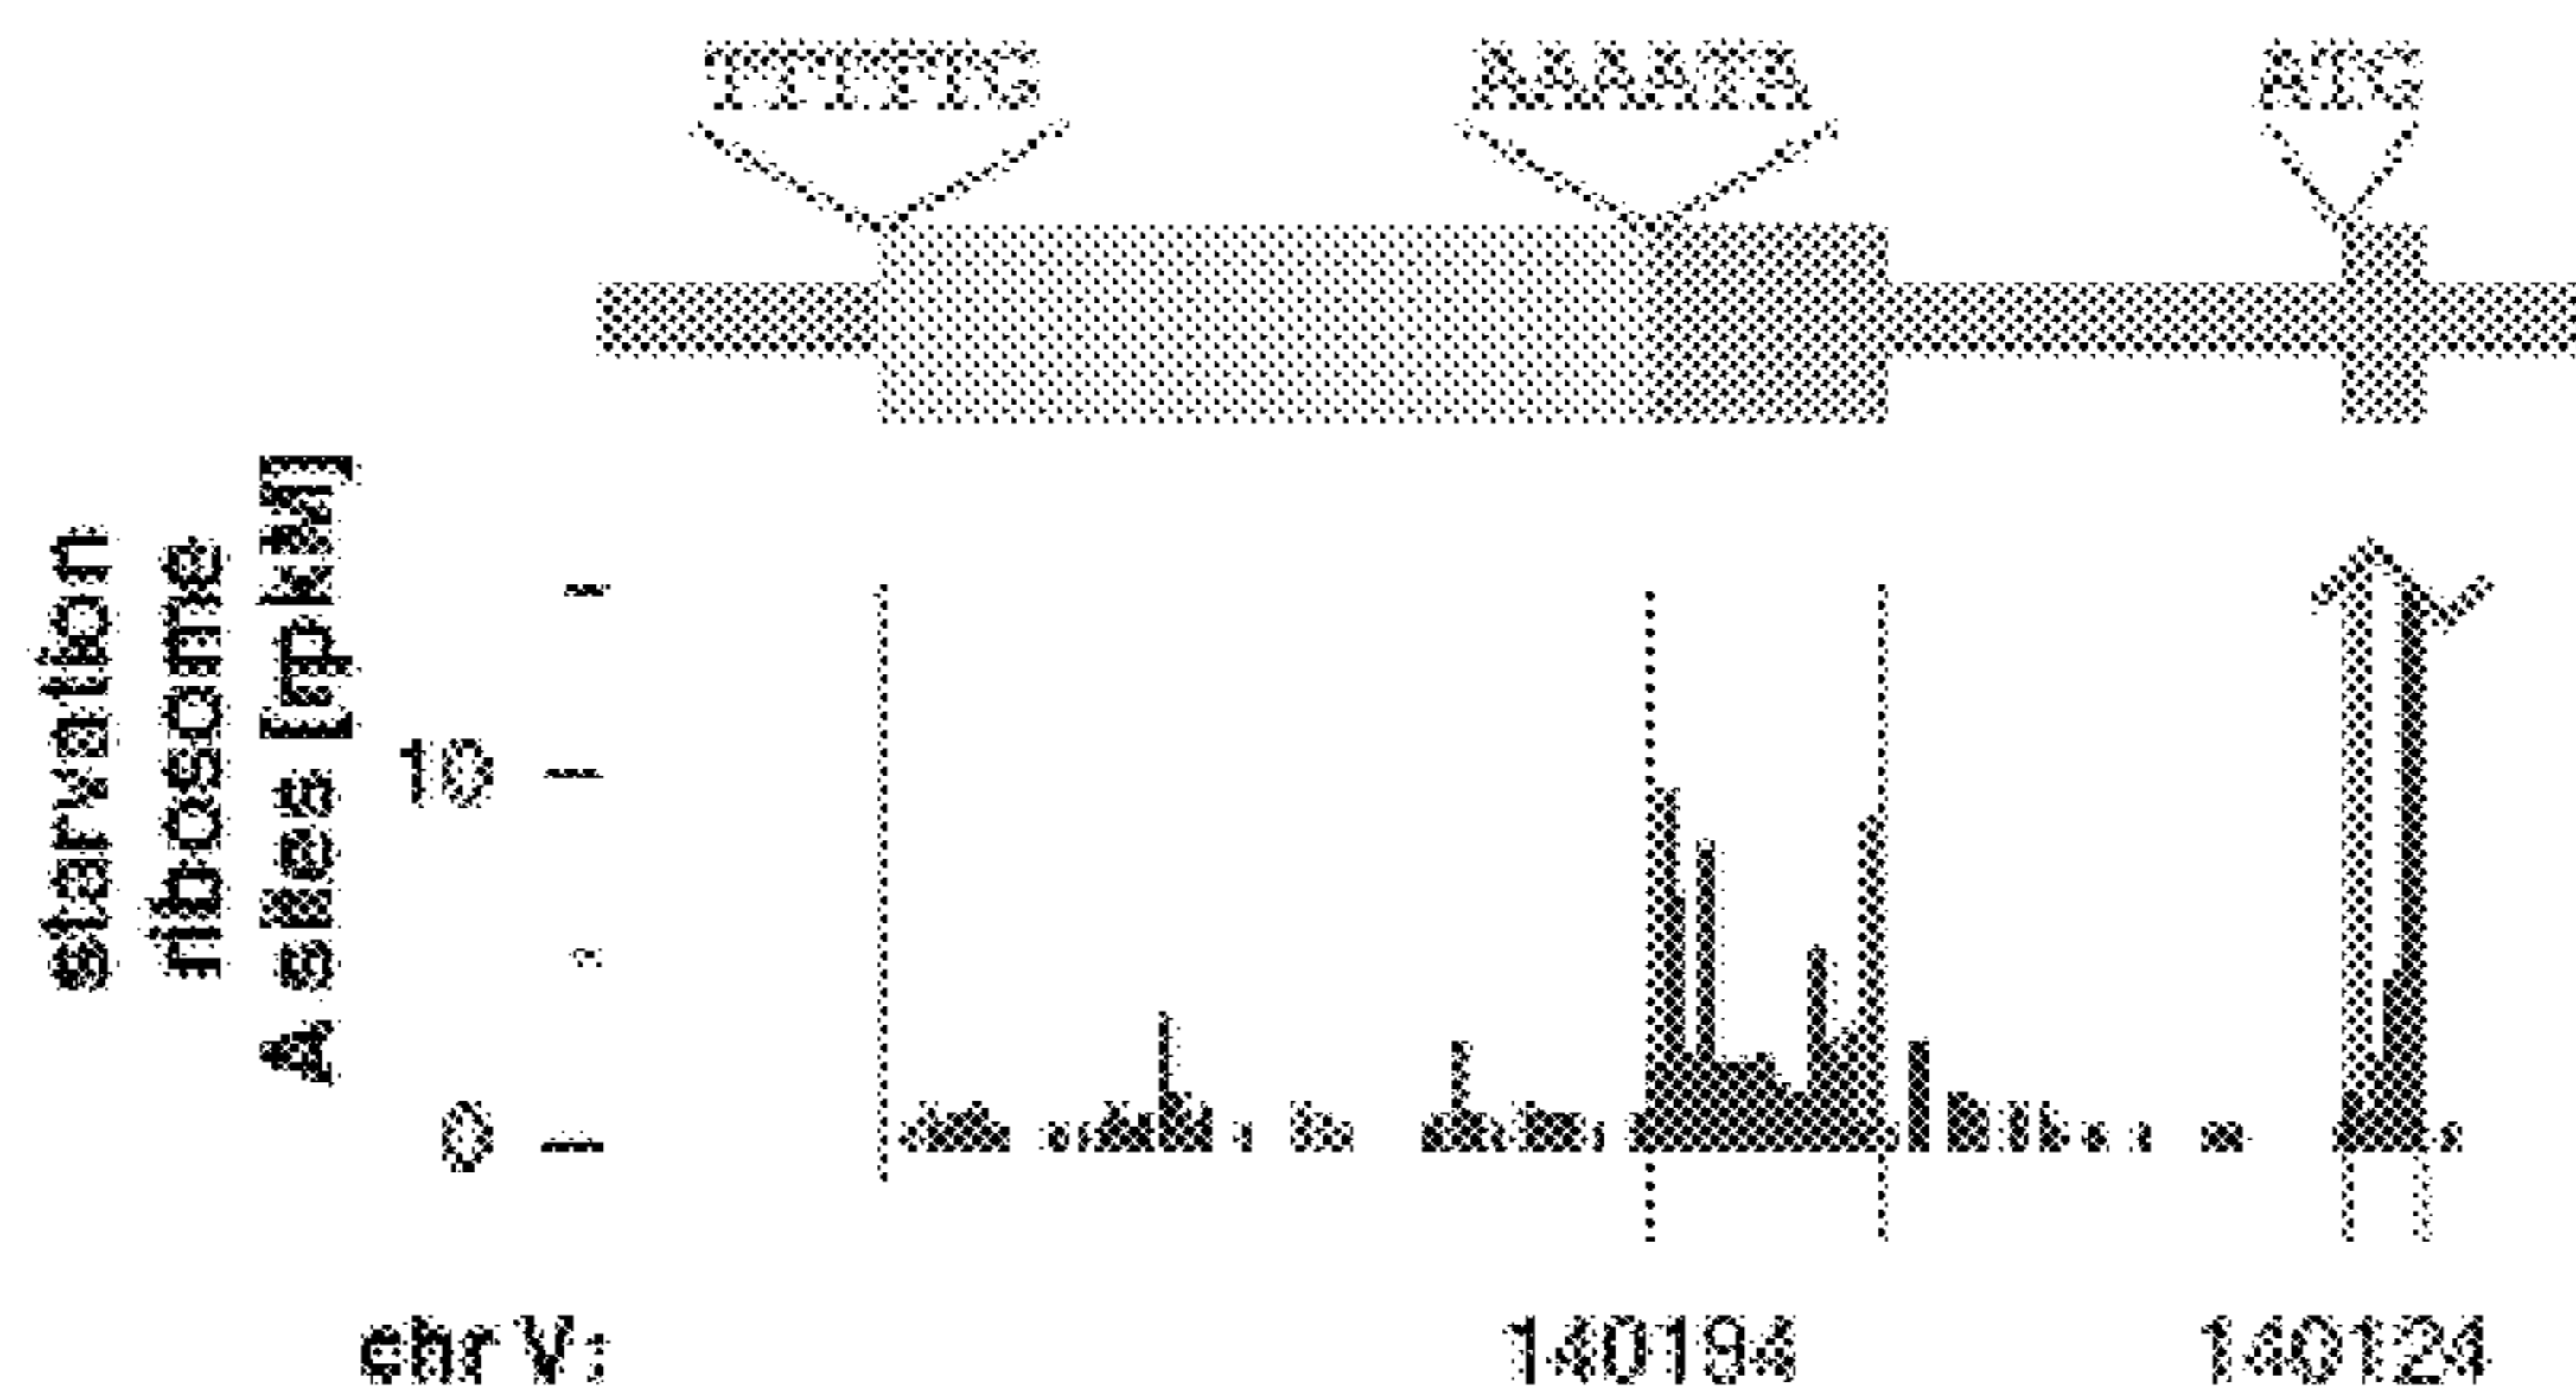 TTTTTG AAAATA ATG
starvation
ribosome
A sites [rpkM]
10
0
chr V: 140194 140124